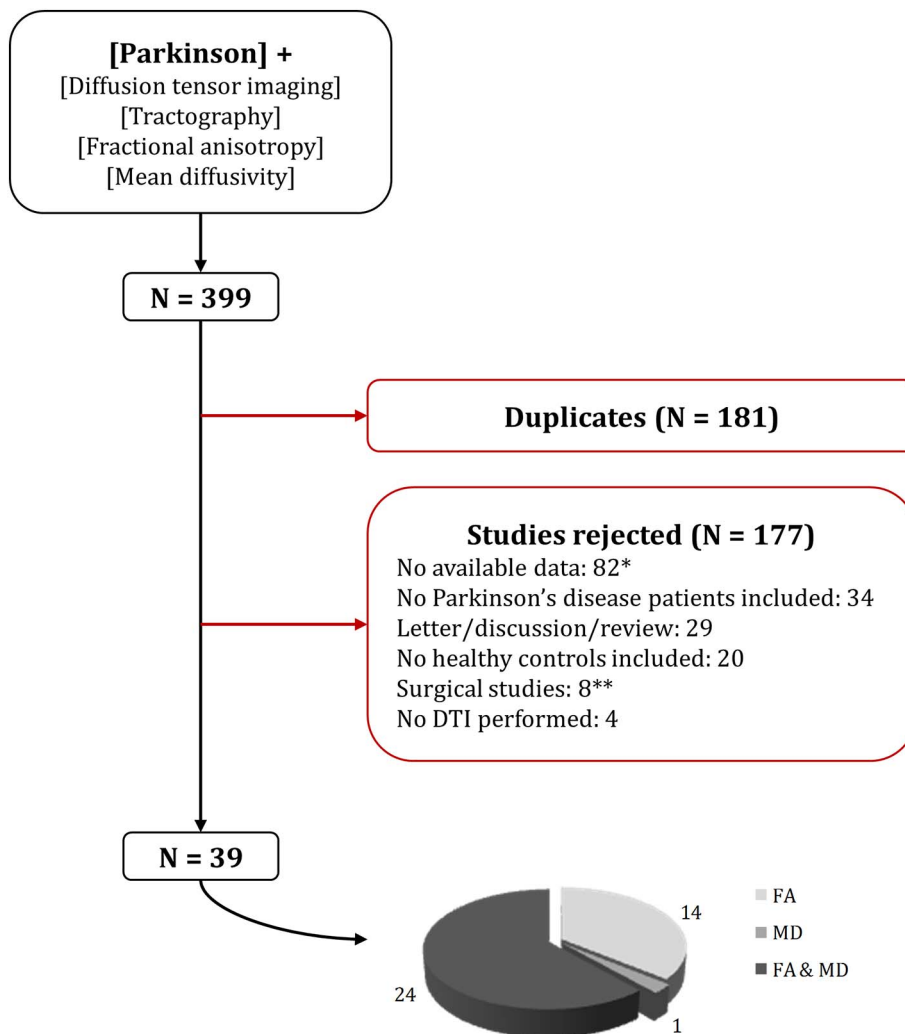 [Parkinson] +
[Diffusion tensor imaging]
[Tractography]
[Fractional anisotropy]
[Mean diffusivity]
N = 399
Duplicates (N = 181)
Studies rejected (N = 177)
No available data: 82*
No Parkinson’s disease patients included: 34
Letter/discussion/review: 29
No healthy controls included: 20
Surgical studies: 8**
No DTI performed: 4
N = 39
14
24
1
FA
MD
FA & MD